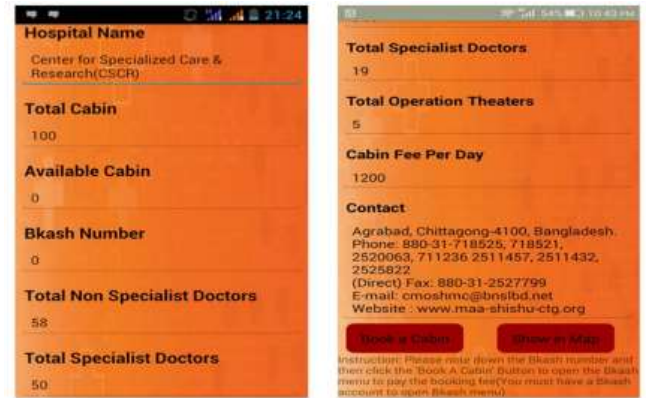 21:24
Hospital Name
Center for Specialized Care &
Research(CSCR)
Total Cabin
100
Available Cabin
0
Bkash Number
0
Total Non Specialist Doctors
58
Total Specialist Doctors
50
10:43 PM
Total Specialist Doctors
19
Total Operation Theaters
5
Cabin Fee Per Day
1200
Contact
Agrabad, Chittagong-4100, Bangladesh.
Phone: 880-31-718525, 718521,
2520063, 711236 2511457, 2511432,
2525822
(Direct) Fax: 880-31-2527799
E-mail: cmoshmc@bnslbd.net
Website : www.maa-shishu-ctg.org
Book a Cabin
Show in Map
Instruction: Please note down the Bkash number and
then click the 'Book A Cabin' Button to open the Bkash
menu to pay the booking fee(You must have a Bkash
account to open Bkash menu)